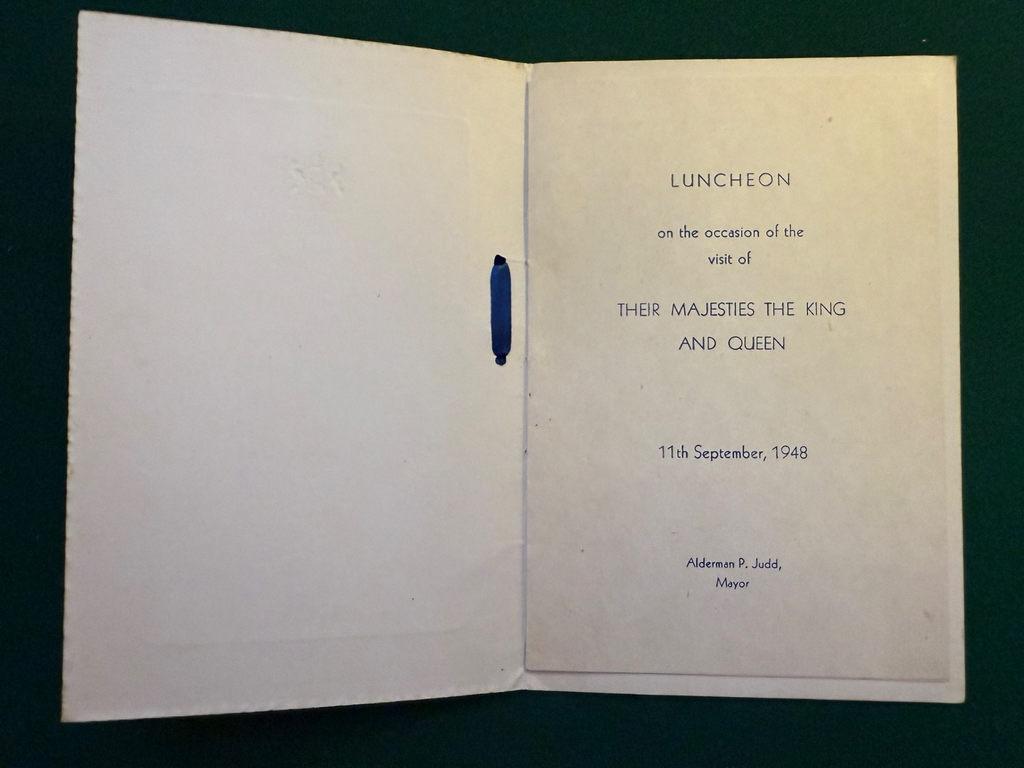 LUNCHEON
on the occasion of the
visit of
THEIR MAJESTIES THE KING
AND QUEEN
11th September, 1948
Alderman P. Judd,
Mayor